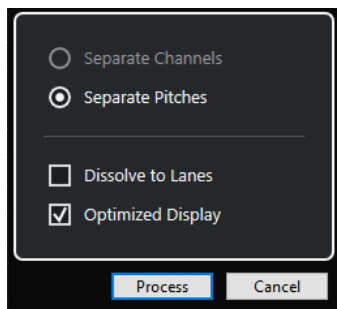 Separate Channels
Separate Pitches
Dissolve to Lanes
Optimized Display
Process Cancel